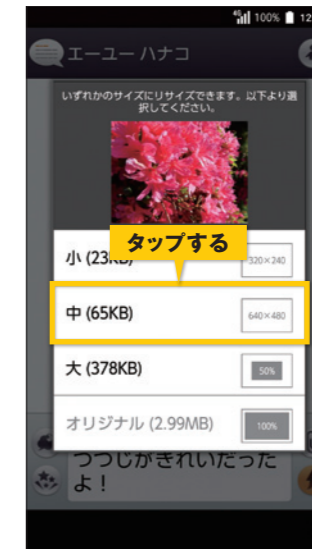 4G 100% 12
エーユー ハナコ
いずれかのサイズにリサイズできます。以下より選
択してください。
タップする
小 (23KB)
320×240
中 (65KB)
640×480
大 (378KB)
50%
オリジナル (2.99MB)
100%
つつじがきれいだった
よ！